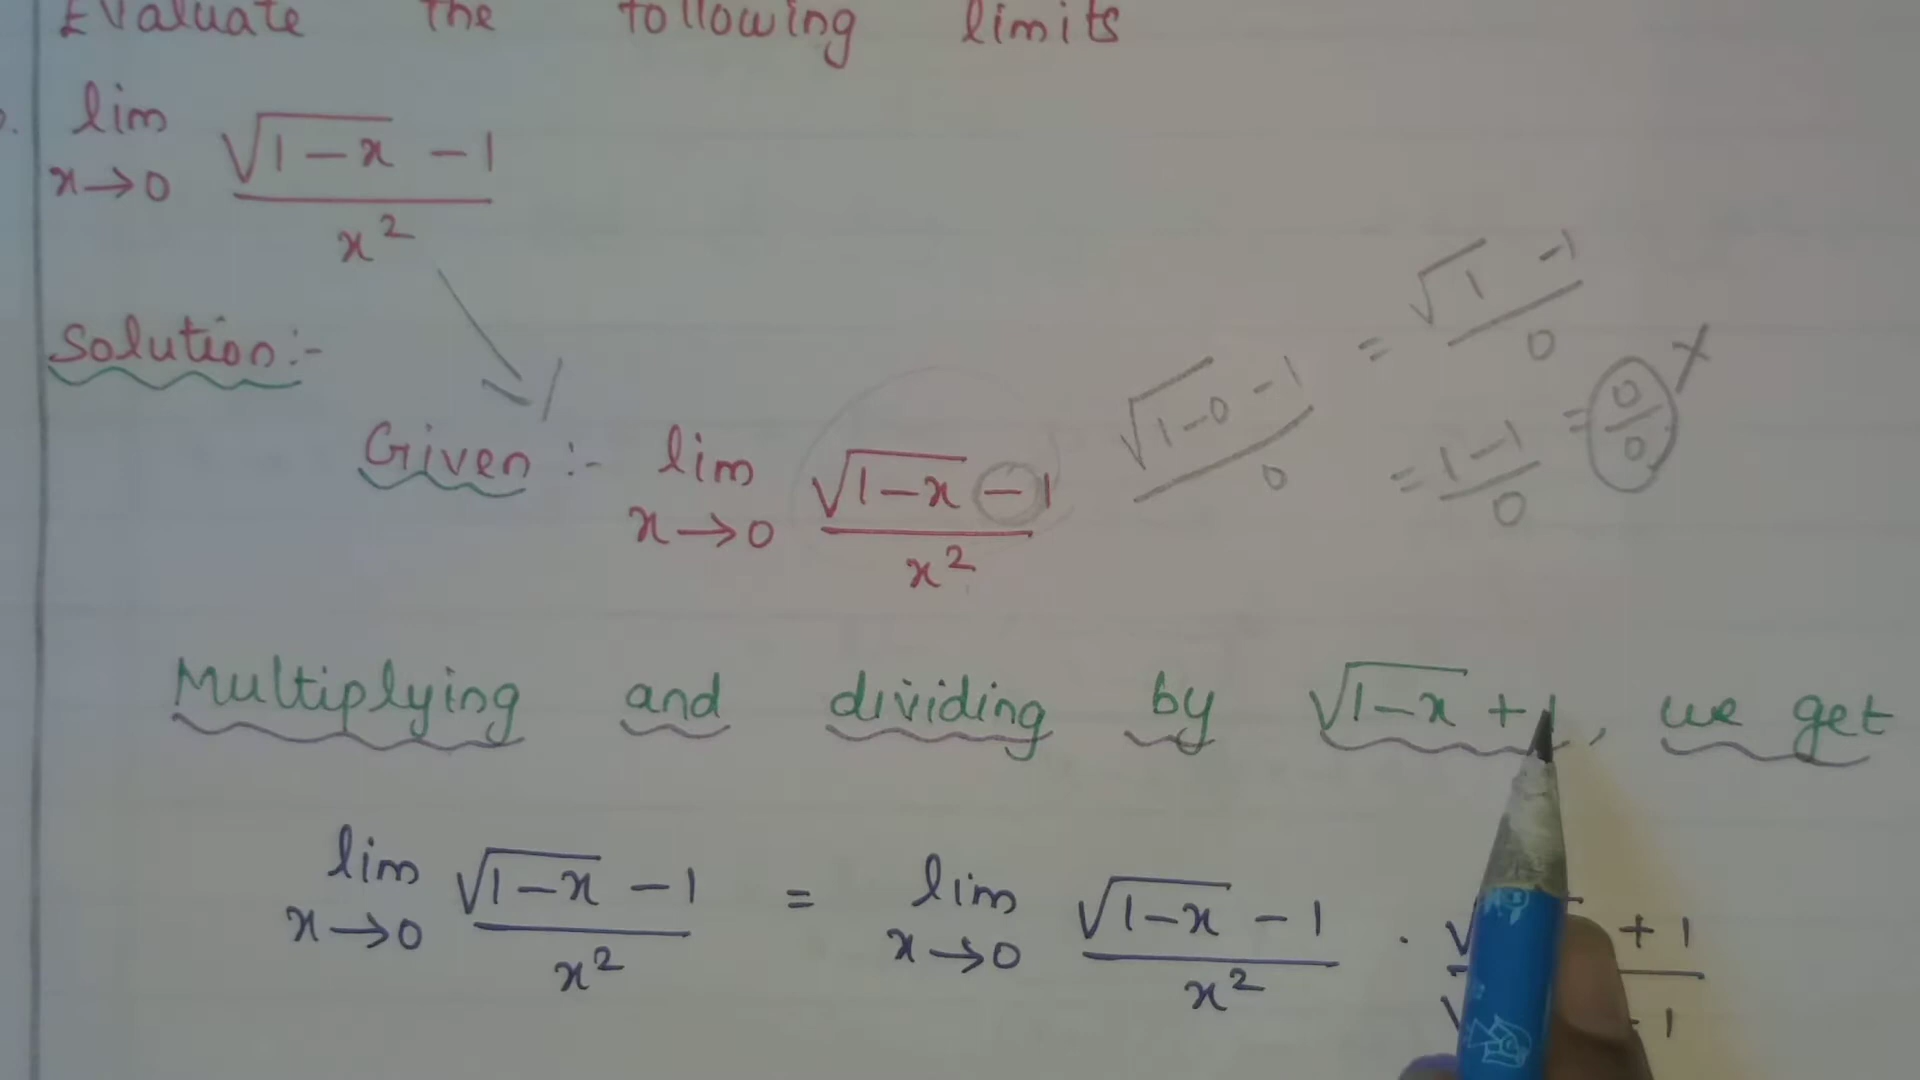 Evaluate the following limits
lim x→0 (√(1-x) - 1)/x²
Solution:-
Given :- lim x→0 (√(1-x) - 1)/x²
(√(1-0) - 1)/0 = (√1 - 1)/0
= (1-1)/0 = 0/0 ×
Multiplying and dividing by √(1-x) + 1, we get
lim x→0 (√(1-x) - 1)/x² = lim x→0 (√(1-x) - 1)/x² . √ + 1